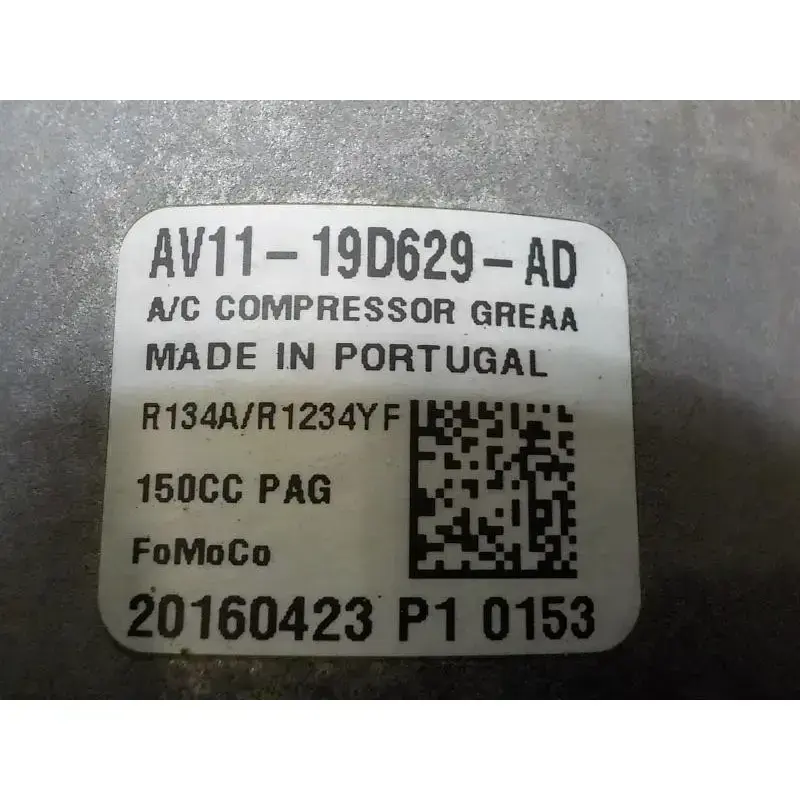 AV11-19D629-AD
A/C COMPRESSOR GREAA
MADE IN PORTUGAL
R134A/R1234YF
150CC PAG
FoMoCo
20160423 P1 0153